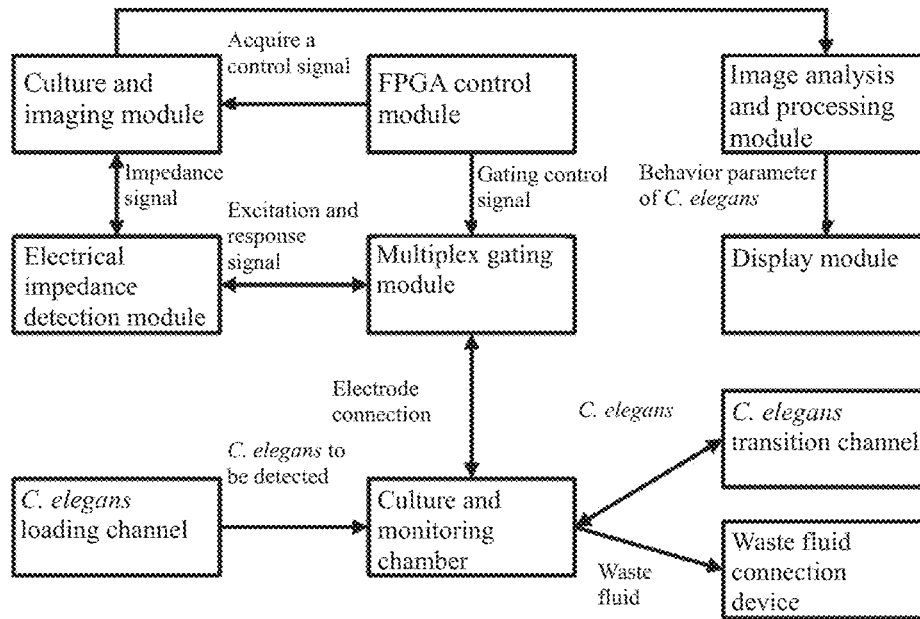 Acquire a
control signal
Culture and
imaging module
FPGA control
module
Image analysis
and processing
module
Impedance
signal
Gating control
signal
Behavior parameter
of C. elegans
Excitation and
response
signal
Electrical
impedance
detection module
Multiplex gating
module
Display module
Electrode
connection
C. elegans
C. elegans
transition channel
C. elegans to
be detected
C. elegans
loading channel
Culture and
monitoring
chamber
Waste
fluid
Waste fluid
connection
device